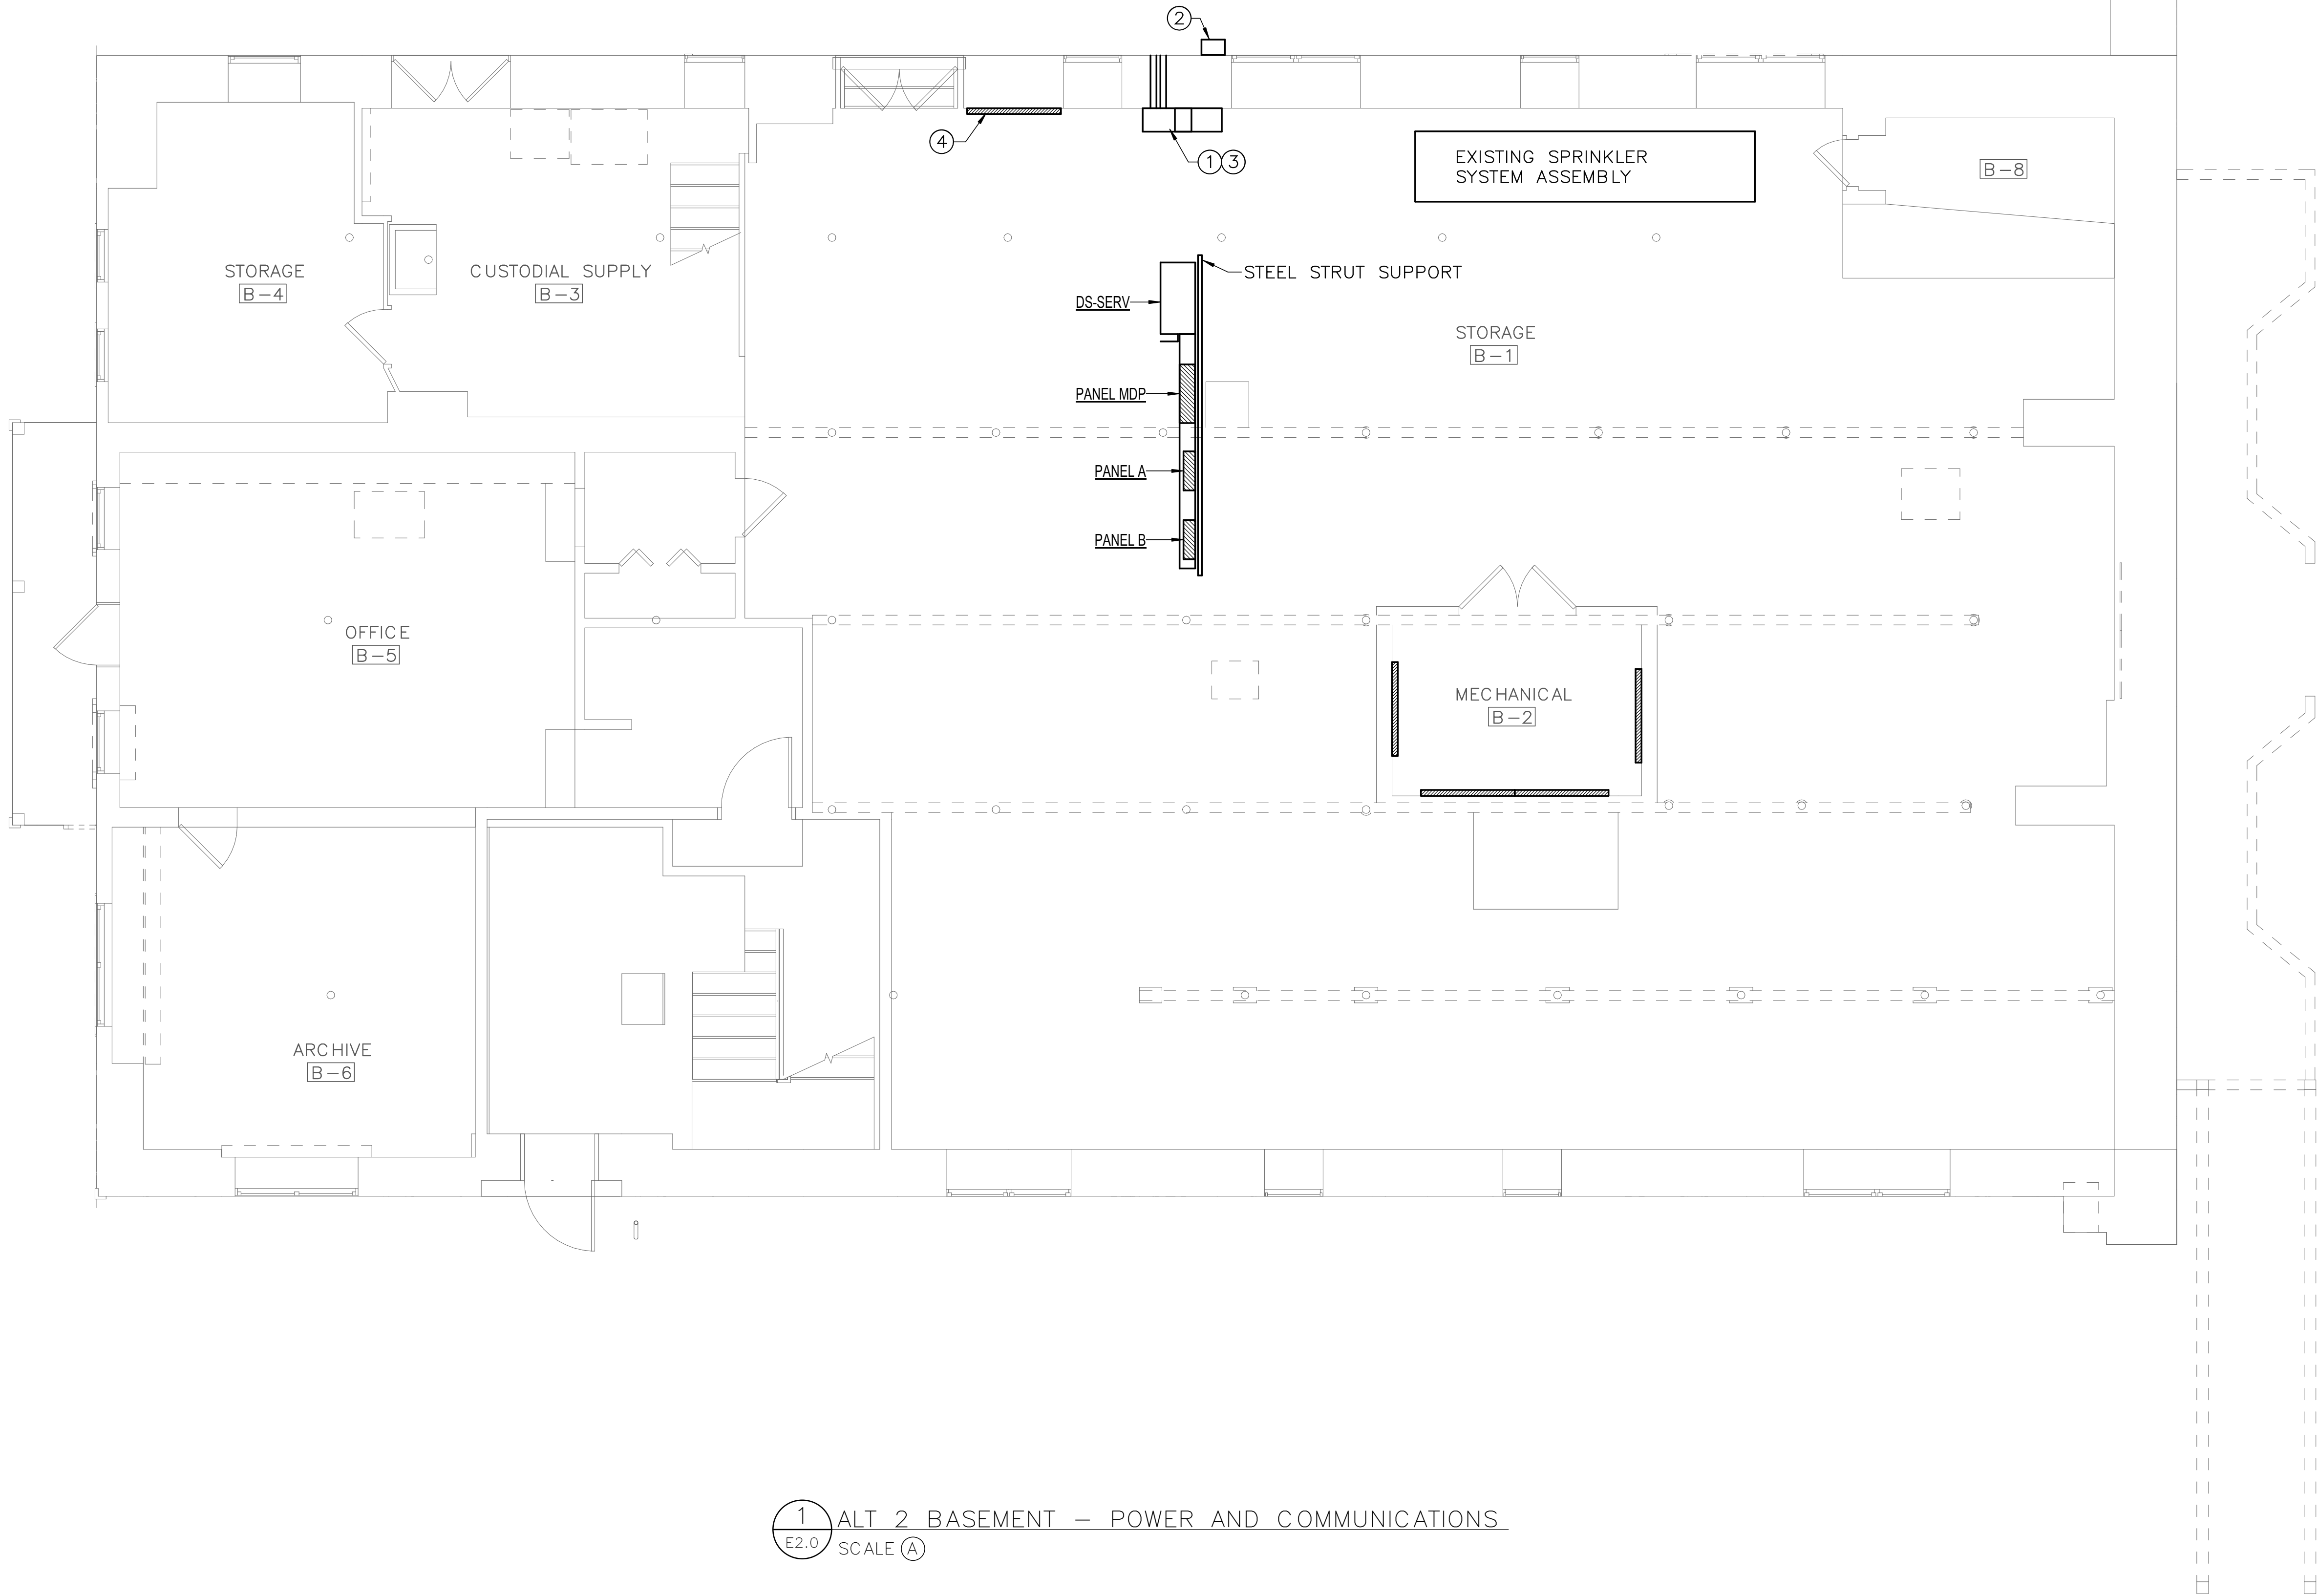 2
4
1 3
EXISTING SPRINKLER
SYSTEM ASSEMBLY
B-8
STORAGE
B-4
CUSTODIAL SUPPLY
B-3
STEEL STRUT SUPPORT
DS-SERV
STORAGE
B-1
PANEL MDP
PANEL A
PANEL B
OFFICE
B-5
MECHANICAL
B-2
ARCHIVE
B-6
1
E2.0
ALT 2 BASEMENT - POWER AND COMMUNICATIONS
SCALE A